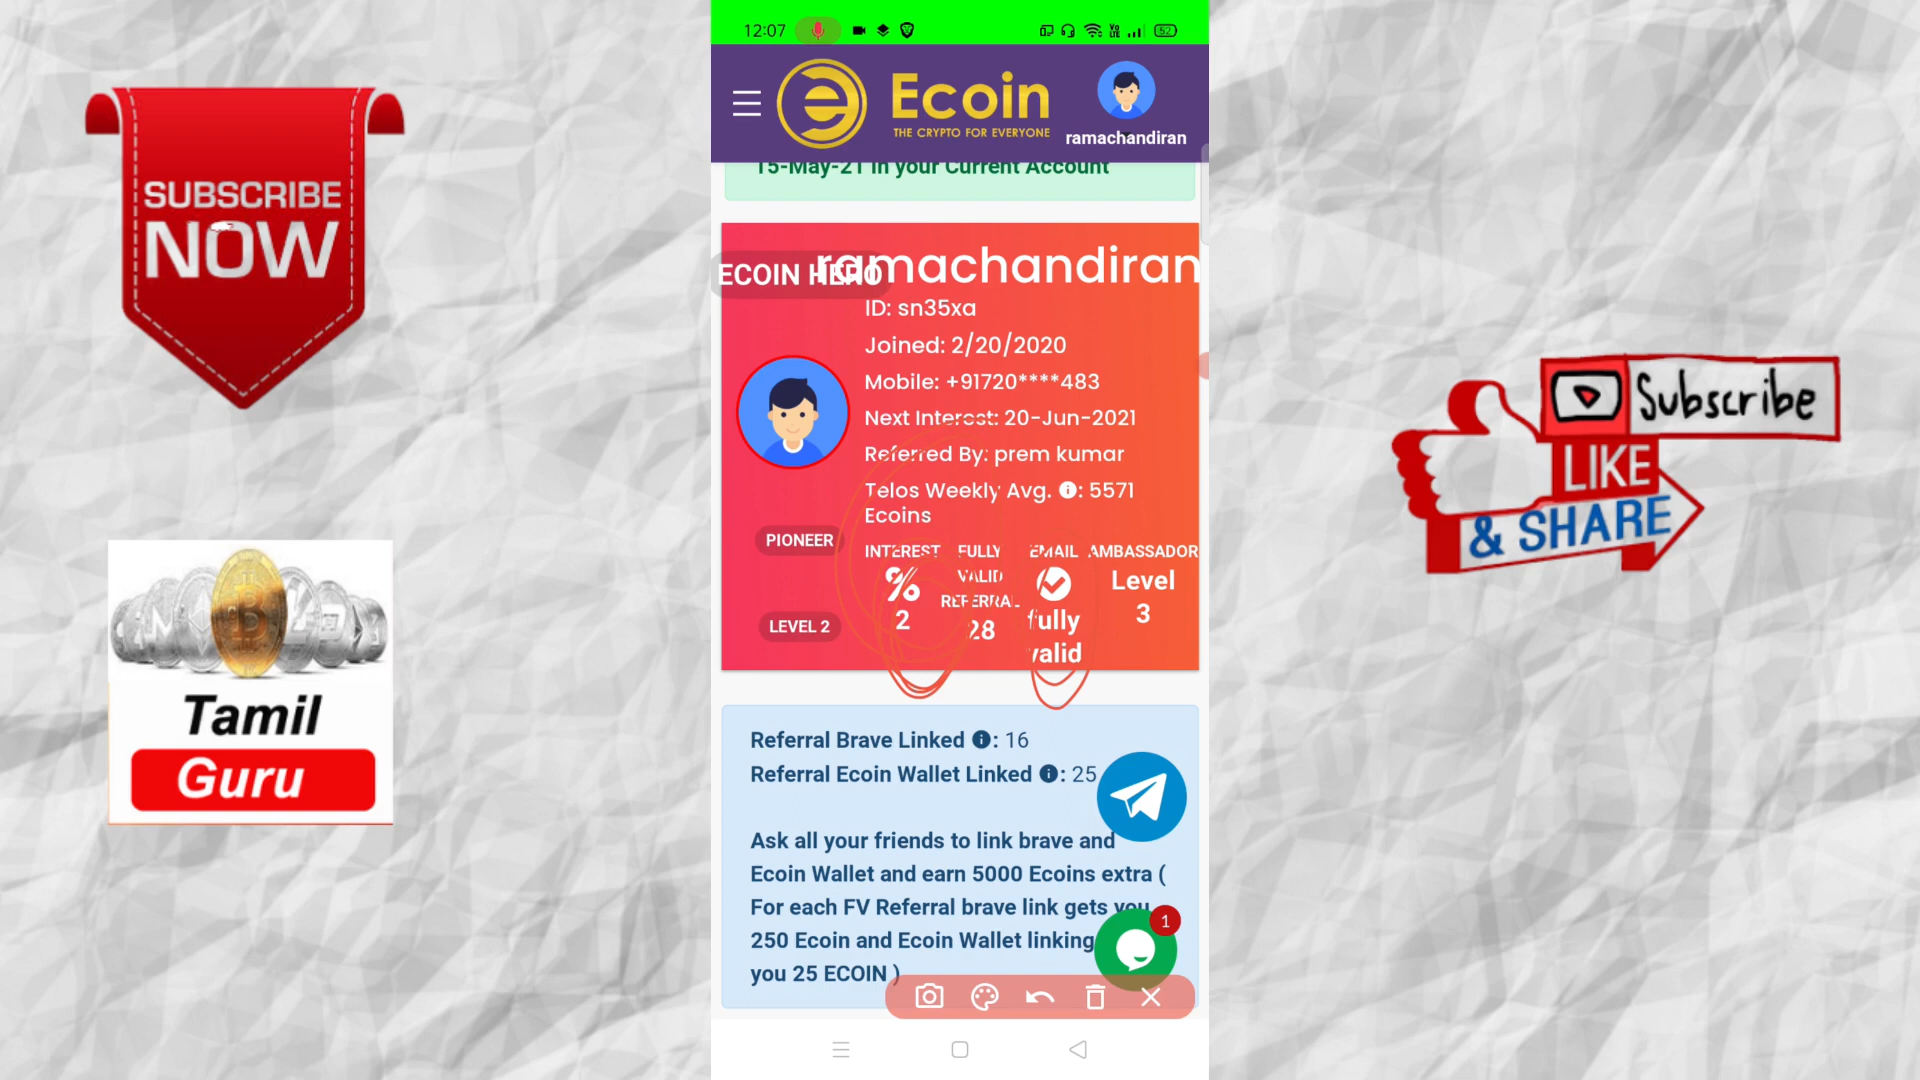 SUBSCRIBE
NOW
Tamil
Guru
12:07
52
Ecoin
THE CRYPTO FOR EVERYONE
ramachandiran
15-May-21 in your Current Account
ECOIN HERO
ramachandiran
ID: sn35xa
Joined: 2/20/2020
Mobile: +91720****483
Next Interest: 20-Jun-2021
Referred By: prem kumar
Telos Weekly Avg. : 5571
Ecoins
PIONEER
LEVEL 2
INTEREST
%
2
FULLY
VALID
REFERRAL
28
EMAIL
fully
valid
AMBASSADOR
Level
3
Referral Brave Linked : 16
Referral Ecoin Wallet Linked : 25
Ask all your friends to link brave and
Ecoin Wallet and earn 5000 Ecoins extra (
For each FV Referral brave link gets you
250 Ecoin and Ecoin Wallet linking
you 25 ECOIN )
1
Subscribe
LIKE
& SHARE